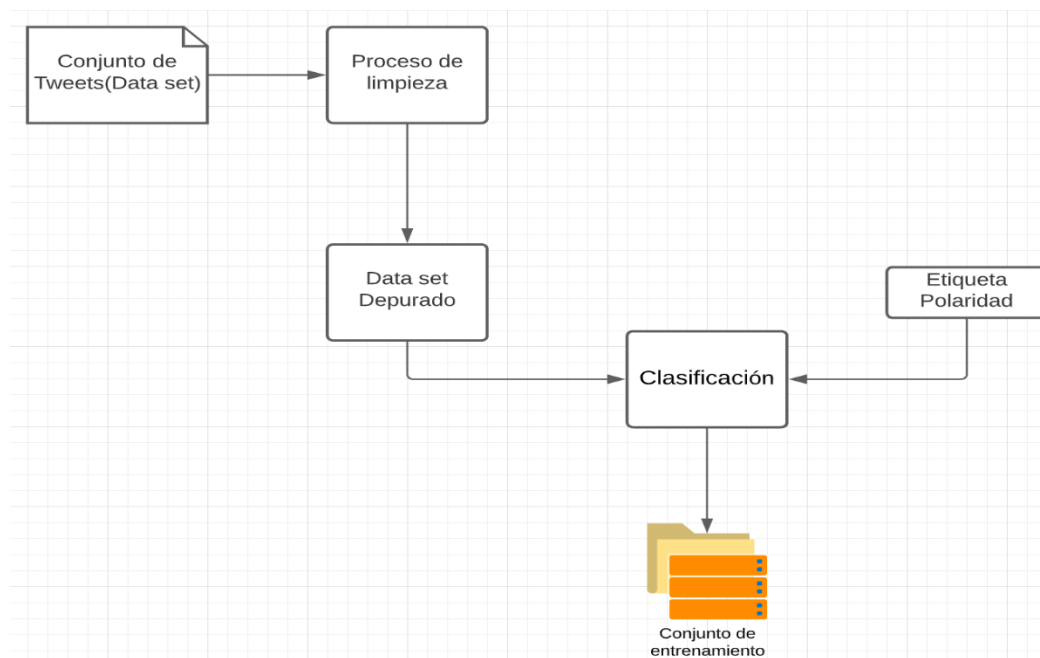 Conjunto de
Tweets(Data set)
Proceso de
limpieza
Data set
Depurado
Etiqueta
Polaridad
Clasificación
Conjunto de
entrenamiento